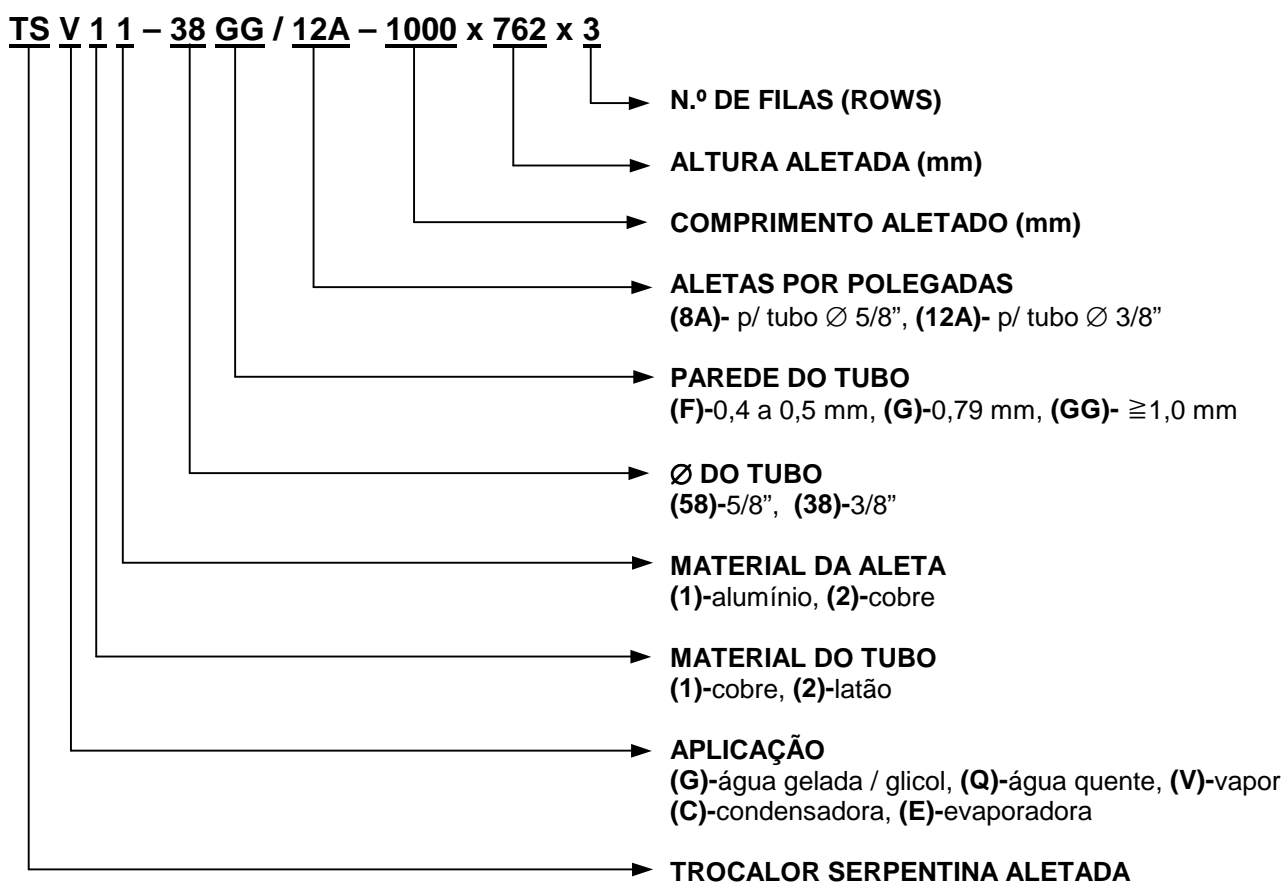 TS V 1 1 – 38 GG / 12A – 1000 x 762 x 3
N.º DE FILAS (ROWS)
ALTURA ALETADA (mm)
COMPRIMENTO ALETADO (mm)
ALETAS POR POLEGADAS
(8A)- p/ tubo ∅ 5/8”, (12A)- p/ tubo ∅ 3/8”
PAREDE DO TUBO
(F)-0,4 a 0,5 mm, (G)-0,79 mm, (GG)- ≧1,0 mm
∅ DO TUBO
(58)-5/8”, (38)-3/8”
MATERIAL DA ALETA
(1)-alumínio, (2)-cobre
MATERIAL DO TUBO
(1)-cobre, (2)-latão
APLICAÇÃO
(G)-água gelada / glicol, (Q)-água quente, (V)-vapor
(C)-condensadora, (E)-evaporadora
TROCALOR SERPENTINA ALETADA